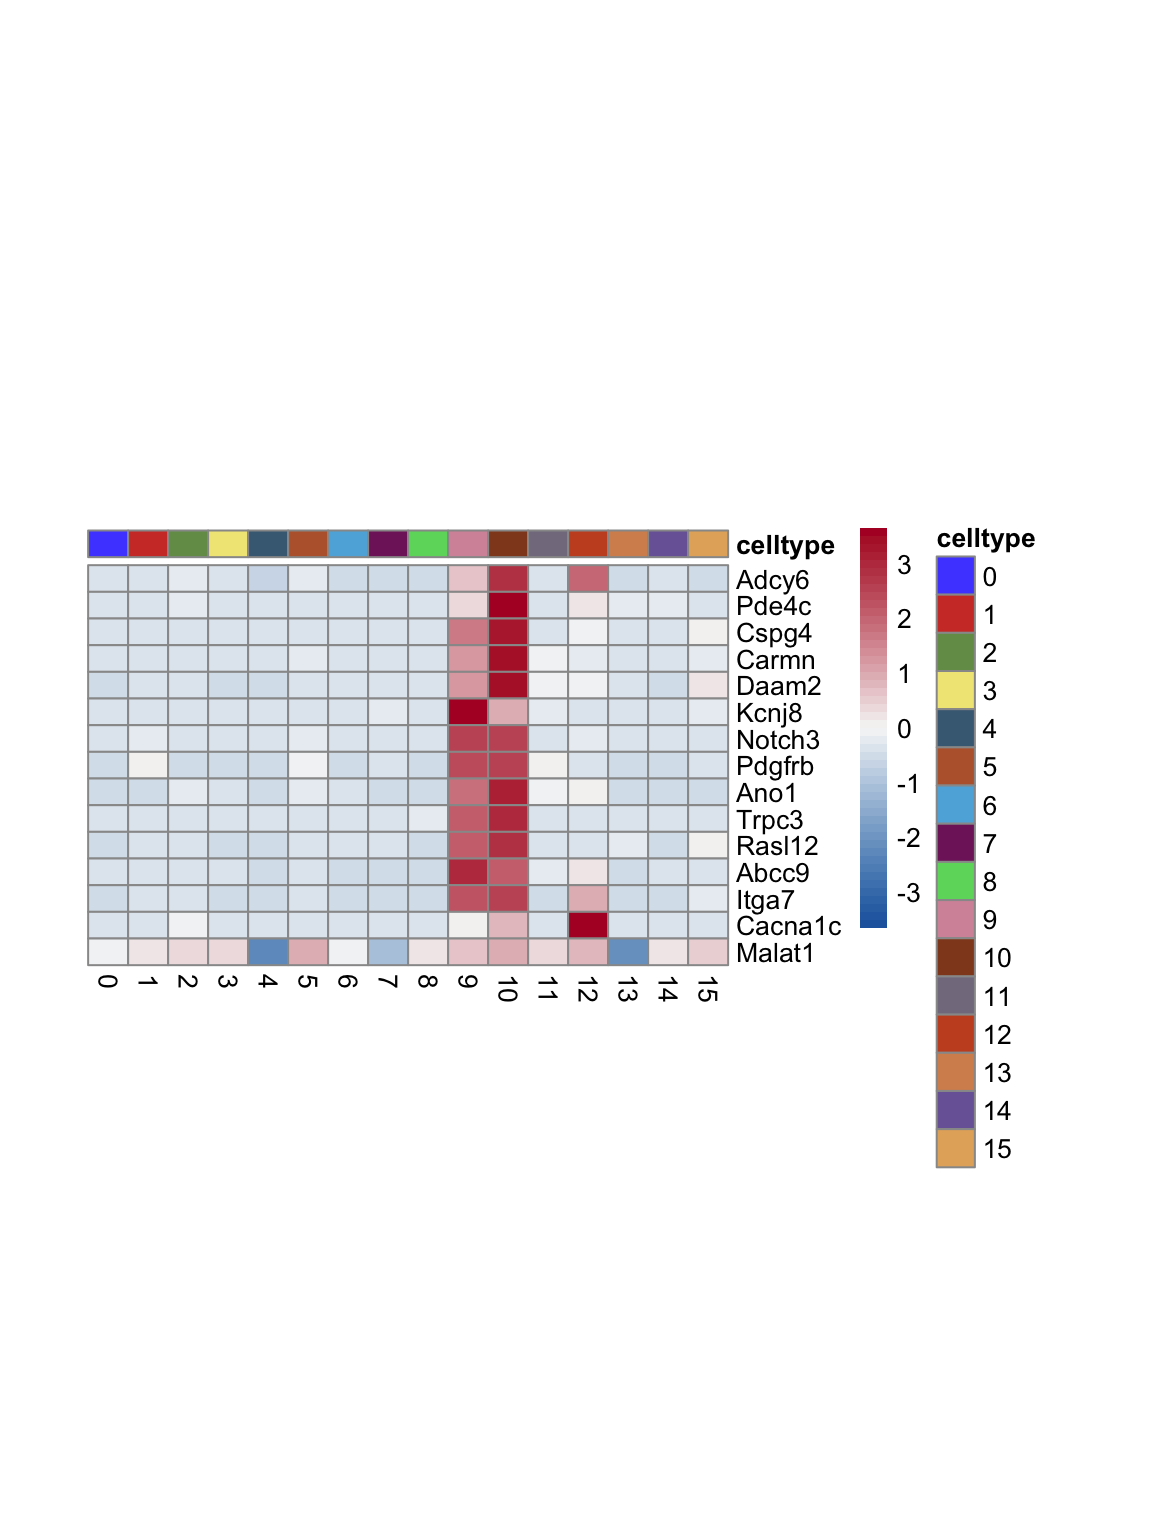 celltype
Adcy6
Pde4c
Cspg4
Carmn
Daam2
Kcnj8
Notch3
Pdgfrb
Ano1
Trpc3
Rasl12
Abcc9
Itga7
Cacna1c
Malat1
0 1 2 3 4 5 6 7 8 9 10 11 12 13 14 15
3
2
1
0
-1
-2
-3
celltype
0
1
2
3
4
5
6
7
8
9
10
11
12
13
14
15